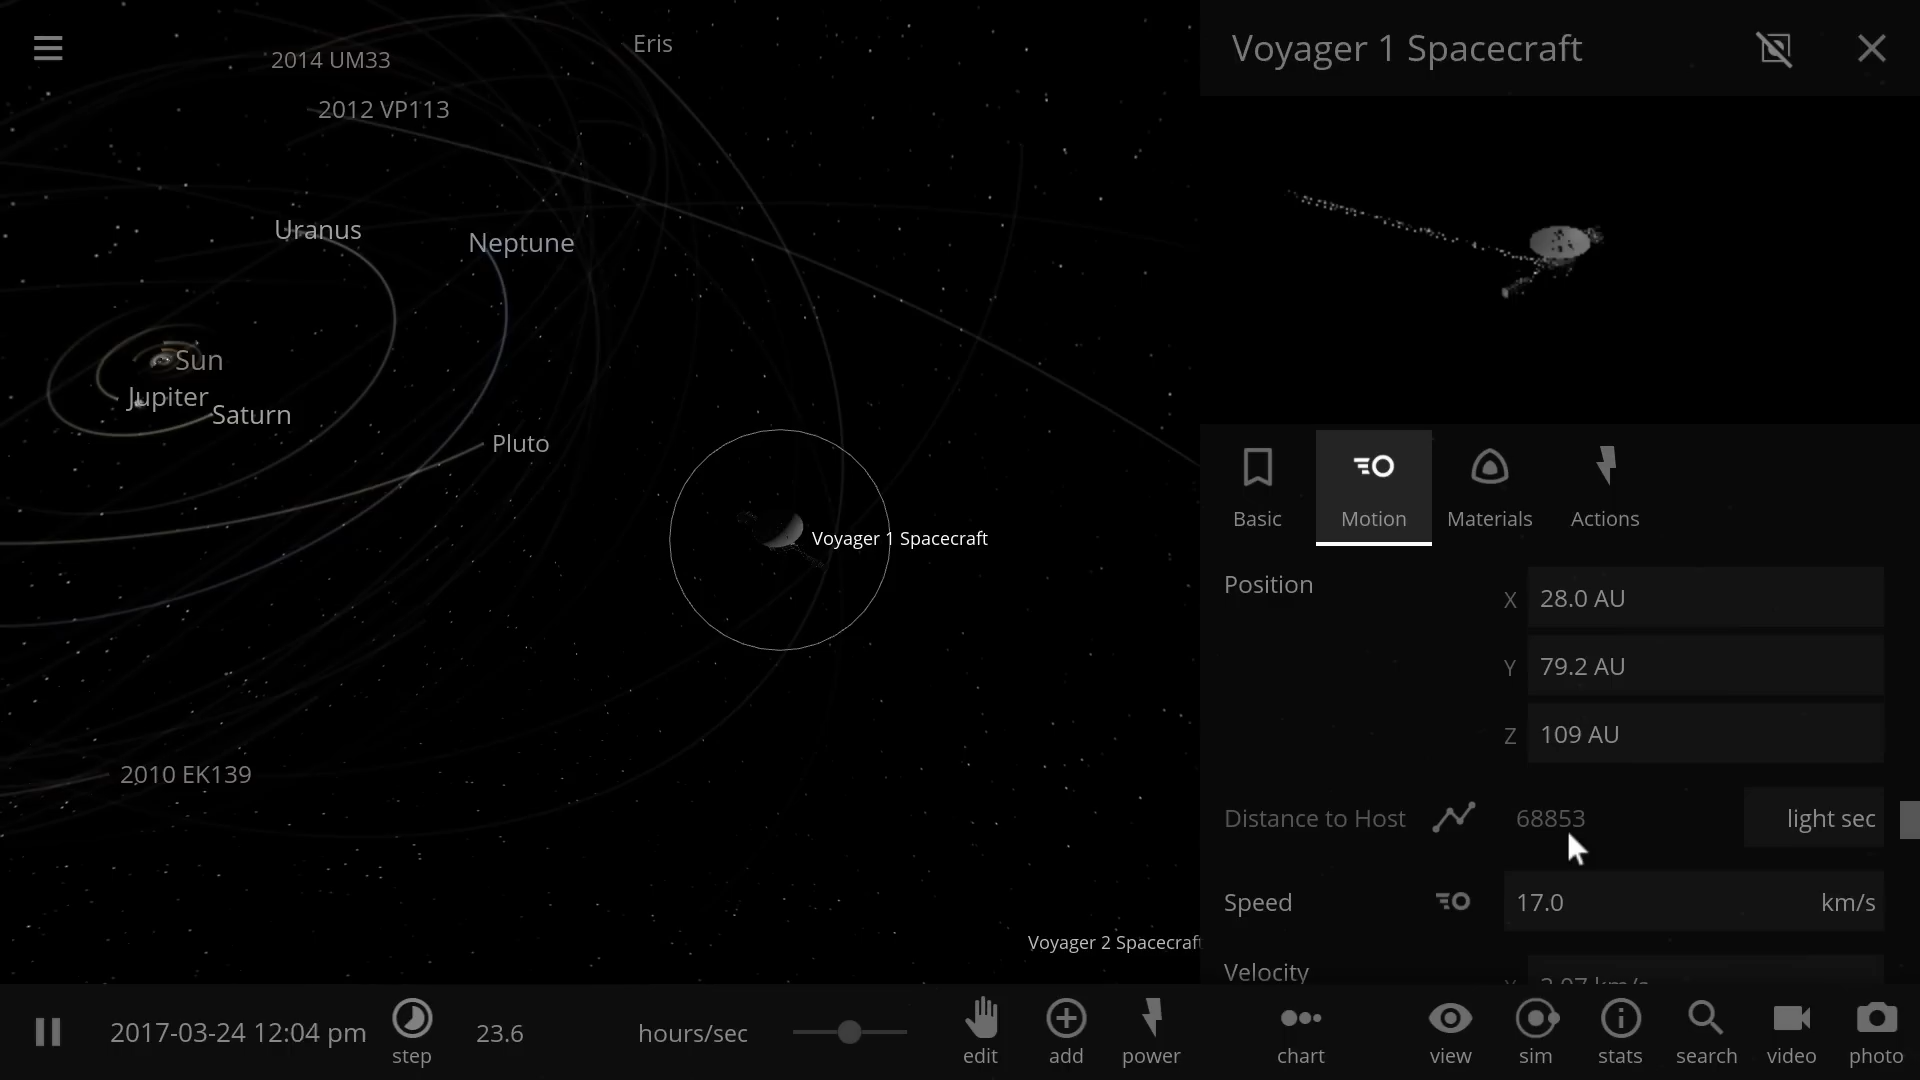 2014 UM33
Eris
Voyager 1 Spacecraft
2012 VP113
Uranus
Neptune
Sun
Jupiter
Saturn
Pluto
Voyager 1 Spacecraft
2010 EK139
Voyager 2 Spacecraft
Basic
Motion
Materials
Actions
Position
X 28.0 AU
Y 79.2 AU
Z 109 AU
Distance to Host 68853 light sec
Speed 17.0 km/s
Velocity
2017-03-24 12:04 pm
step
23.6 hours/sec
edit
add
power
chart
view
sim
stats
search
video
photo